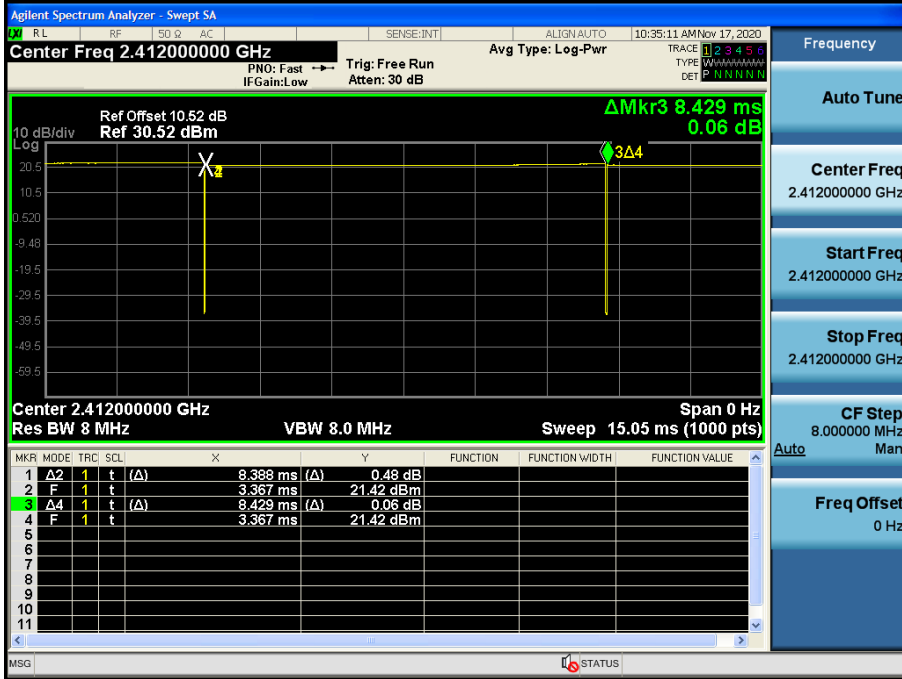 Agilent Spectrum Analyzer - Swept SA
LXI RL RF 50 Ω AC SENSE:INT ALIGN AUTO 10:35:11 AM Nov 17, 2020
Center Freq 2.412000000 GHz
PNO: Fast
IFGain:Low
Trig: Free Run
Atten: 30 dB
Avg Type: Log-Pwr
TRACE 1 2 3 4 5 6
TYPE WWWWWW
DET P N N N N N
ΔMkr3 8.429 ms
0.06 dB
Ref Offset 10.52 dB
10 dB/div Ref 30.52 dBm
Log
20.5
10.5
0.520
-9.48
-19.5
-29.5
-39.5
-49.5
-59.5
3Δ4
Center 2.412000000 GHz Span 0 Hz
Res BW 8 MHz VBW 8.0 MHz Sweep 15.05 ms (1000 pts)
MKR MODE TRC SCL X Y FUNCTION FUNCTION WIDTH FUNCTION VALUE
1 Δ2 1 t (Δ) 8.388 ms (Δ) 0.48 dB
2 F 1 t 3.367 ms 21.42 dBm
3 Δ4 1 t (Δ) 8.429 ms (Δ) 0.06 dB
4 F 1 t 3.367 ms 21.42 dBm
5
6
7
8
9
10
11
MSG STATUS
Frequency
Auto Tune
Center Freq
2.412000000 GHz
Start Freq
2.412000000 GHz
Stop Freq
2.412000000 GHz
CF Step
8.000000 MHz
Auto Man
Freq Offset
0 Hz